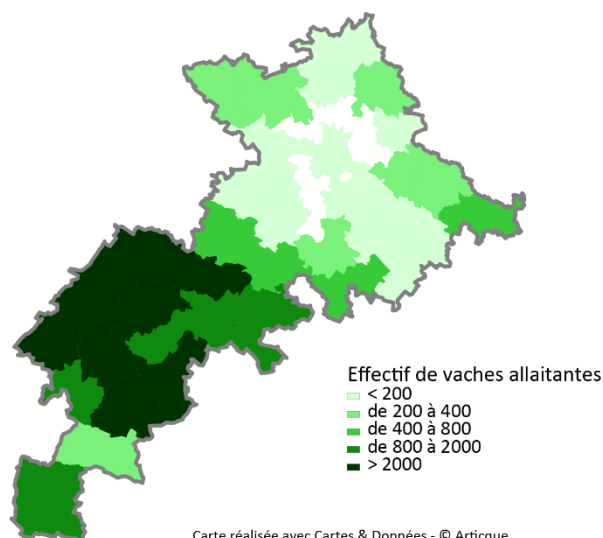 Effectif de vaches allaitantes
< 200
de 200 à 400
de 400 à 800
de 800 à 2000
> 2000
Carte réalisée avec Cartes & Données - © Articque